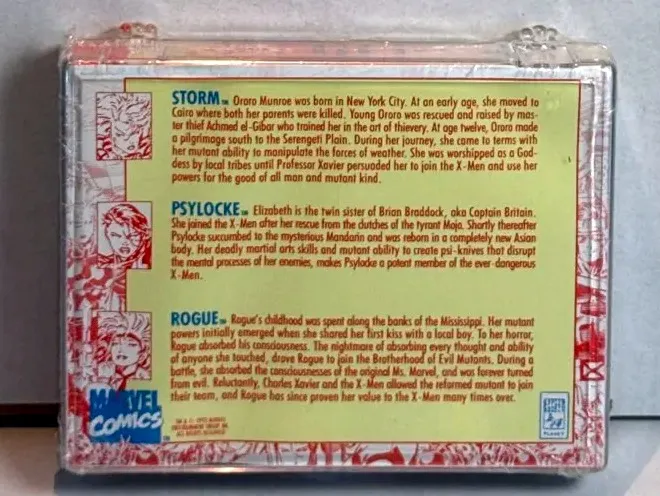 STORM™ Ororo Munroe was born in New York City. At an early age, she moved to
Cairo where both her parents were killed. Young Ororo was rescued and raised by mas-
ter thief Achmed el-Gibar who trained her in the art of thievery. At age twelve, Ororo made
a pilgrimage south to the Serengeti Plain. During her journey, she came to terms with
her mutant ability to manipulate the forces of weather. She was worshipped as a God-
dess by local tribes until Professor Xavier persuaded her to join the X-Men and use her
powers for the good of all man and mutant kind.
PSYLOCKE™ Elizabeth is the twin sister of Brian Braddock, aka Captain Britain.
She joined the X-Men after her rescue from the clutches of the tyrant Mojo. Shortly thereafter
Psylocke succumbed to the mysterious Mandarin and was reborn in a completely new Asian
body. Her deadly martial arts skills and mutant ability to create psi-knives that disrupt
the mental processes of her enemies, makes Psylocke a potent member of the ever-dangerous
X-Men.
ROGUE™ Rogue's childhood was spent along the banks of the Mississippi. Her mutant
powers initially emerged when she shared her first kiss with a local boy. To her horror,
Rogue absorbed his consciousness. The nightmare of absorbing every thought and ability
of anyone she touched, drove Rogue to join the Brotherhood of Evil Mutants. During a
battle, she absorbed the consciousness of the original Ms. Marvel, and was forever turned
from evil. Reluctantly, Charles Xavier and the X-Men allowed the reformed mutant to join
their team, and Rogue has since proven her value to the X-Men many times over.
MARVEL
COMICS
ENTERTAINMENT GROUP, INC.
ALL RIGHTS RESERVED
PLANET